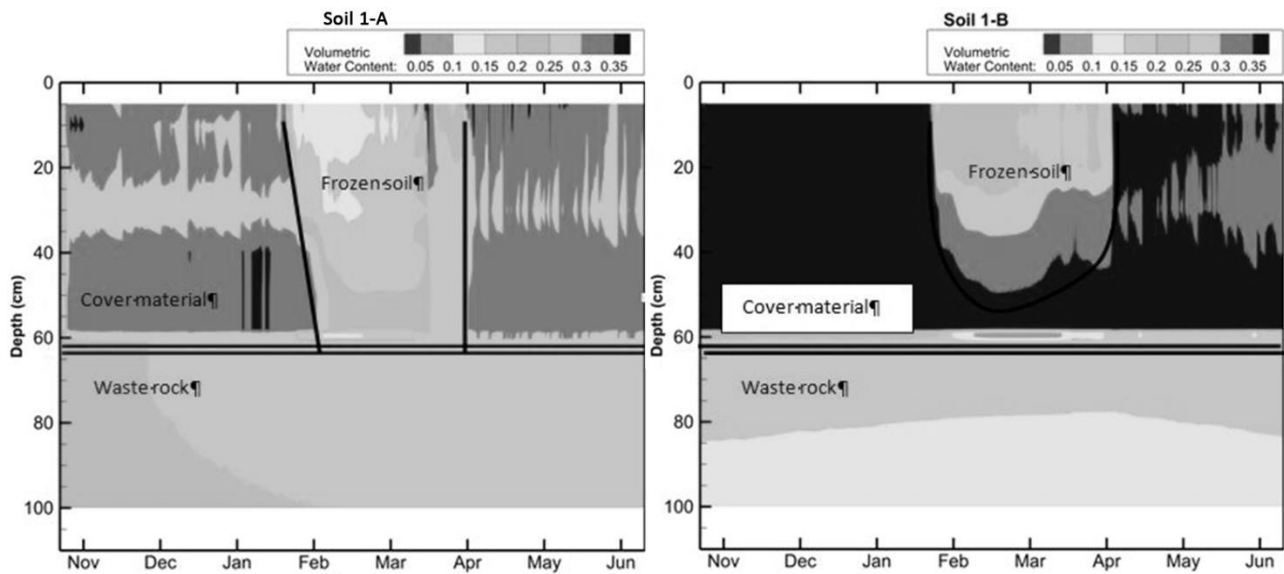 Soil 1-A
Volumetric
Water Content: 0.05 0.1 0.15 0.2 0.25 0.3 0.35
0
20
40
60
80
100
Depth (cm)
Frozen·soil¶
Cover·material¶
Waste·rock¶
Nov Dec Jan Feb Mar Apr May Jun
Soil 1-B
Volumetric
Water Content: 0.05 0.1 0.15 0.2 0.25 0.3 0.35
0
20
40
60
80
100
Depth (cm)
Frozen·soil¶
Cover·material¶
Waste·rock¶
Nov Dec Jan Feb Mar Apr May Jun